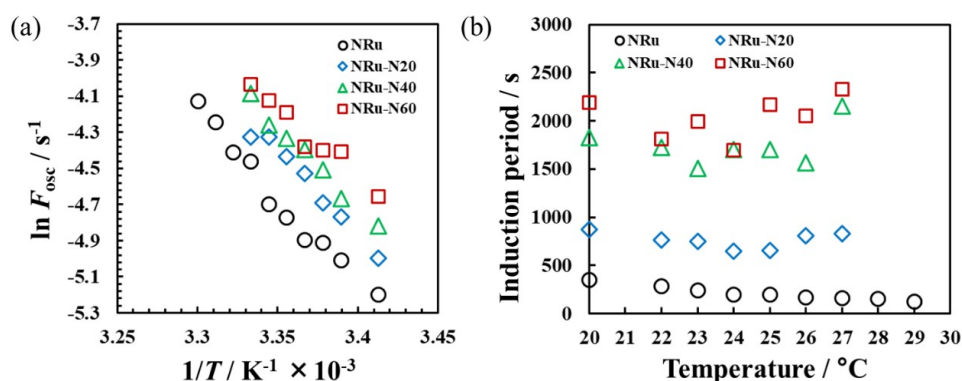 (a)
-3.7
-3.9
-4.1
-4.3
-4.5
-4.7
-4.9
-5.1
-5.3
ln Fosc / s-1
NRu
NRu-N20
NRu-N40
NRu-N60
3.25
3.3
3.35
3.4
3.45
1/T / K-1 × 10-3
(b)
3000
2500
2000
1500
1000
500
0
Induction period / s
NRu NRu-N20
NRu-N40 NRu-N60
20 21 22 23 24 25 26 27 28 29 30
Temperature / °C